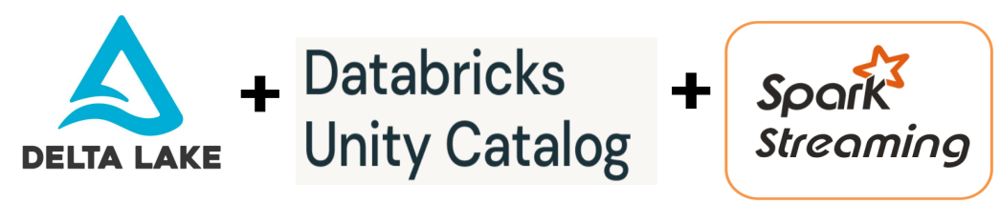 DELTA LAKE
+
Databricks
Unity Catalog
+
Spark
Streaming